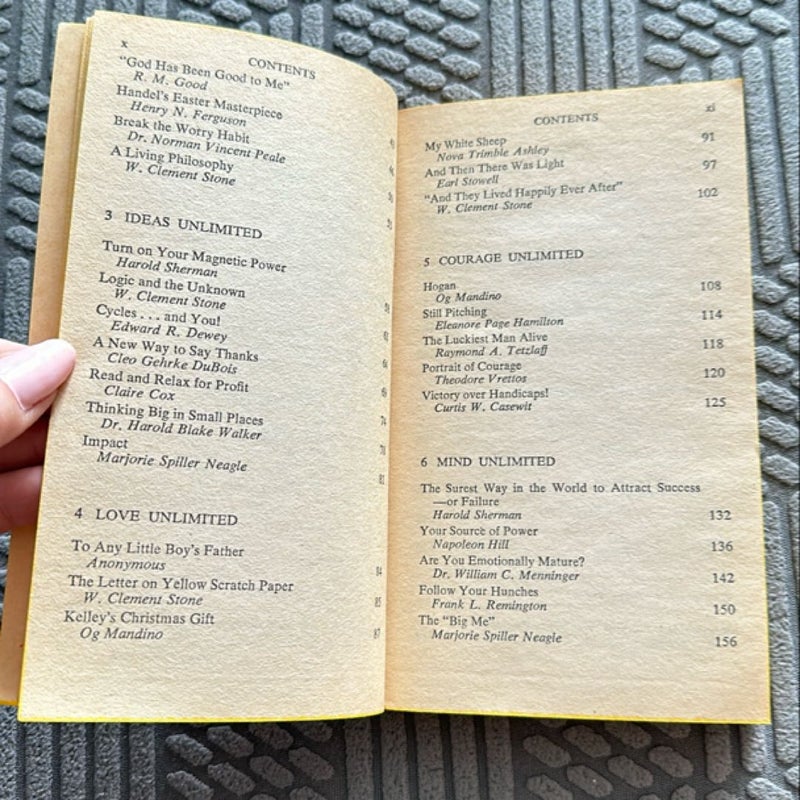 x
CONTENTS
"God Has Been Good to Me"
R. M. Good
Handel's Easter Masterpiece
Henry N. Ferguson
Break the Worry Habit
Dr. Norman Vincent Peale
A Living Philosophy
W. Clement Stone
3 IDEAS UNLIMITED
Turn on Your Magnetic Power
Harold Sherman
Logic and the Unknown
W. Clement Stone
Cycles . . . and You!
Edward R. Dewey
A New Way to Say Thanks
Cleo Gehrke DuBois
Read and Relax for Profit
Claire Cox
Thinking Big in Small Places
Dr. Harold Blake Walker
Impact
Marjorie Spiller Neagle
4 LOVE UNLIMITED
To Any Little Boy's Father
Anonymous 84
The Letter on Yellow Scratch Paper
W. Clement Stone 85
Kelley's Christmas Gift
Og Mandino 87
CONTENTS xi
My White Sheep 91
Nova Trimble Ashley
And Then There Was Light 97
Earl Stowell
"And They Lived Happily Ever After" 102
W. Clement Stone
5 COURAGE UNLIMITED
Hogan 108
Og Mandino
Still Pitching 114
Eleanore Page Hamilton
The Luckiest Man Alive 118
Raymond A. Tetzlaff
Portrait of Courage 120
Theodore Vrettos
Victory over Handicaps! 125
Curtis W. Casewit
6 MIND UNLIMITED
The Surest Way in the World to Attract Success
—or Failure
Harold Sherman 132
Your Source of Power
Napoleon Hill 136
Are You Emotionally Mature?
Dr. William C. Menninger 142
Follow Your Hunches
Frank L. Remington 150
The "Big Me"
Marjorie Spiller Neagle 156